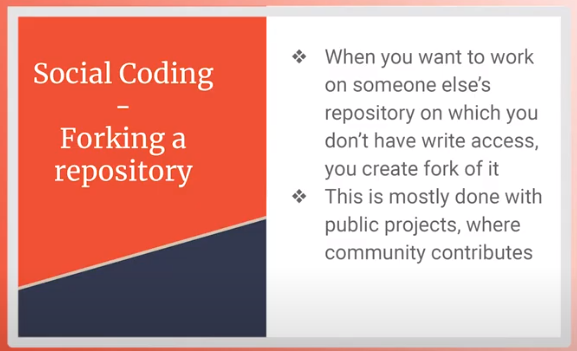 Social Coding
-
Forking a
repository
❖ When you want to work
on someone else's
repository on which you
don't have write access,
you create fork of it
❖ This is mostly done with
public projects, where
community contributes